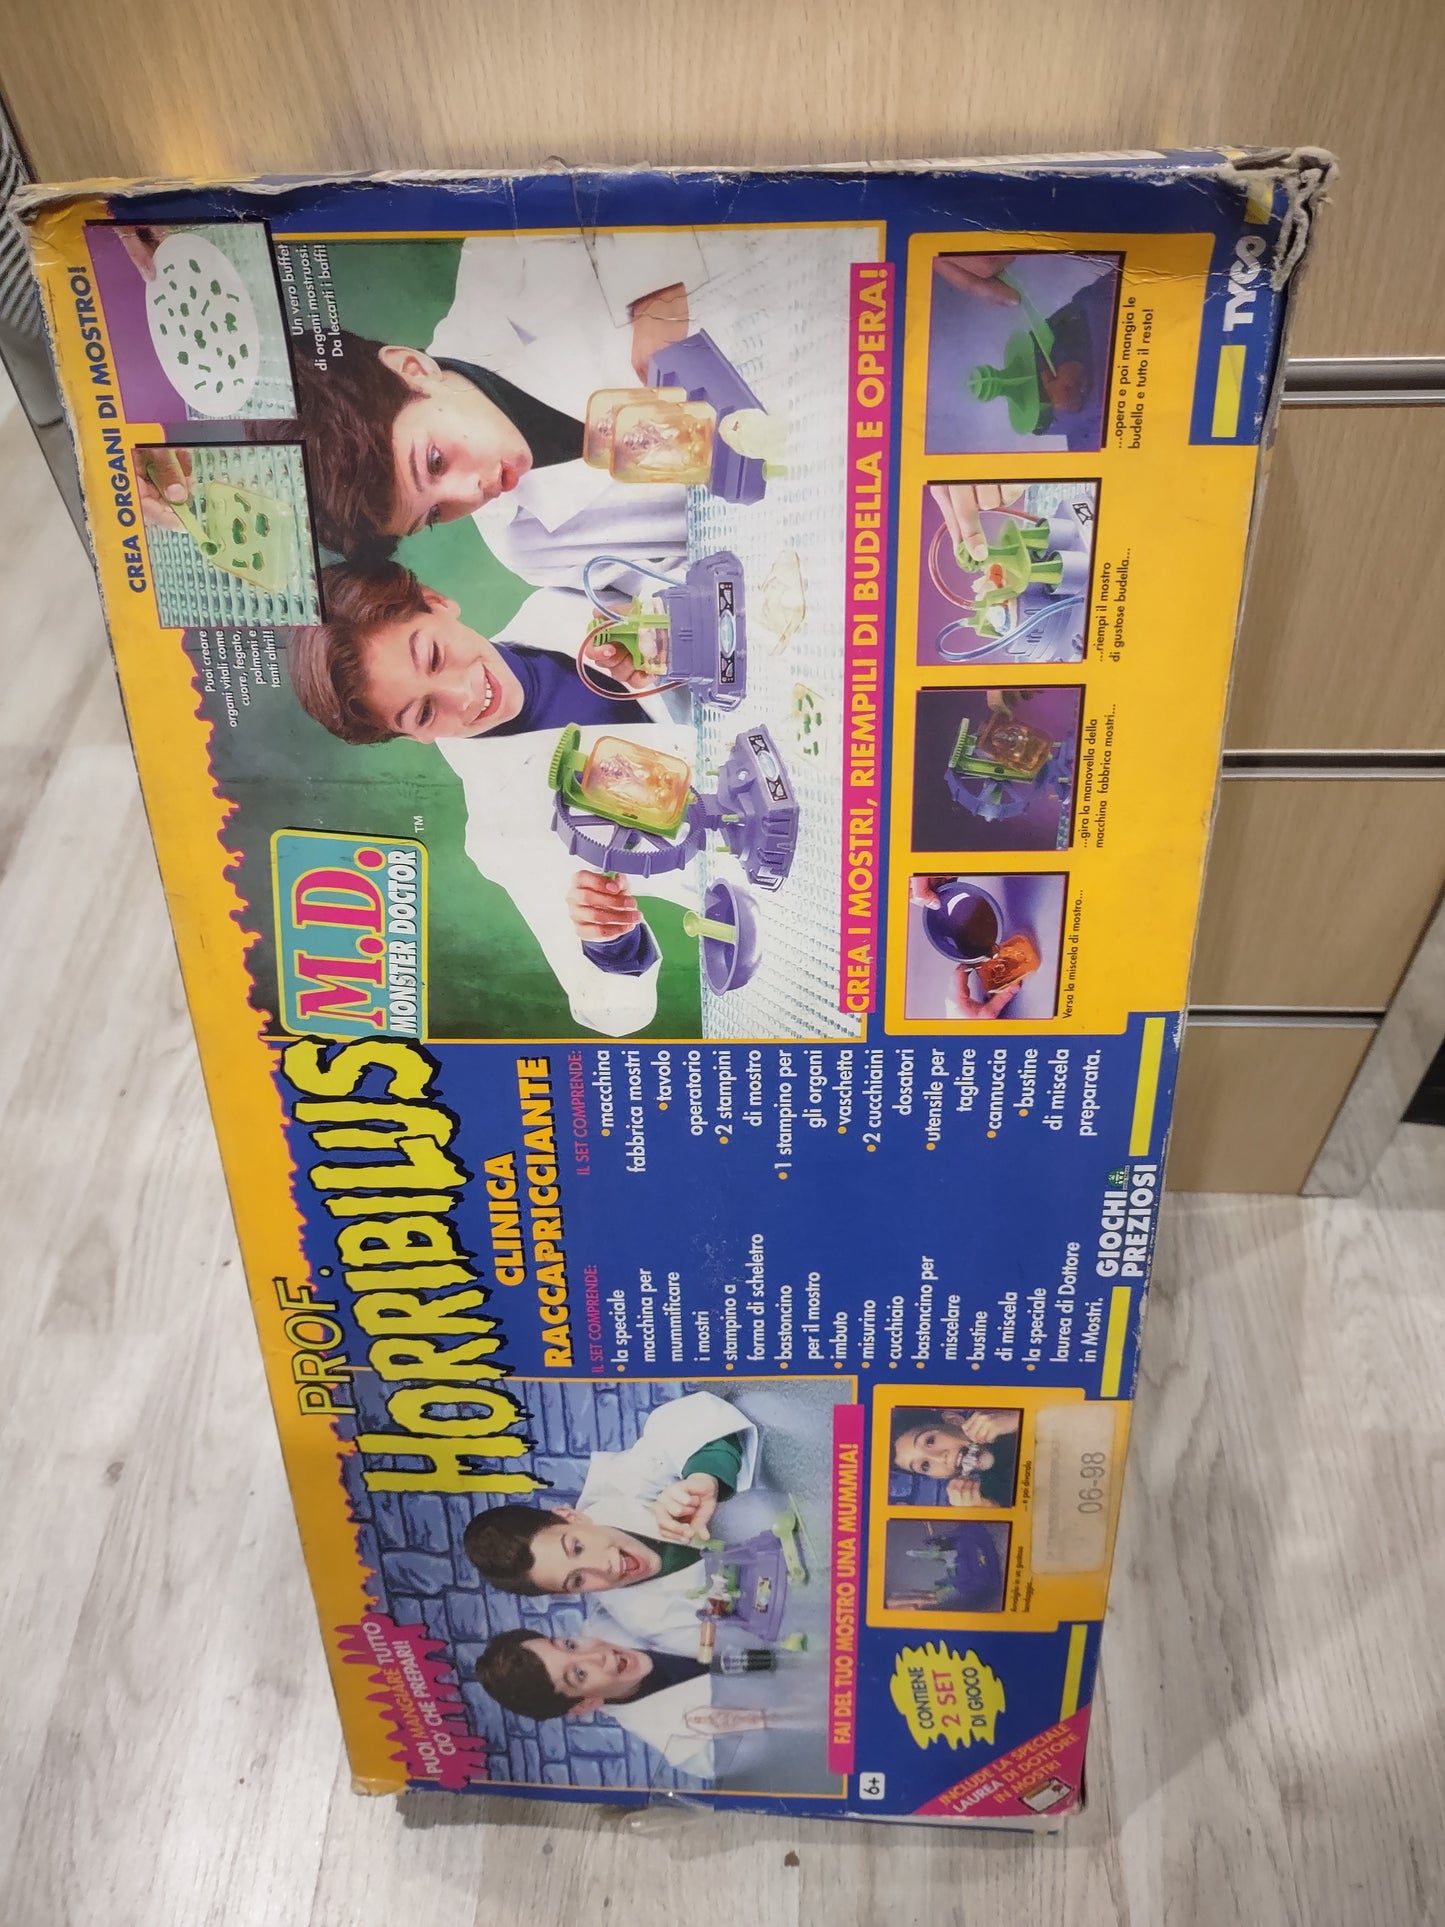 PUOI MANGIARE TUTTO
CIO' CHE PREPARI!
PROF.
HORRIBILUS
M.D.
MONSTER DOCTOR
TM
CLINICA
RACCAPRICCIANTE
CREA ORGANI DI MOSTRO!
Puoi creare
organi vitali come
cuore, fegato,
polmoni e
tanti altri!!
Un vero buffet
di organi mostruosi.
Da leccarti i baffi!
IL SET COMPRENDE:
•la speciale
macchina per
mummificare
i mostri
•stampino a
forma di scheletro
•bastoncino
per il mostro
•imbuto
•misurino
•cucchiaio
•bastoncino per
miscelare
•bustine
di miscela
•la speciale
laurea di Dottore
in Mostri.
IL SET COMPRENDE:
•macchina
fabbrica mostri
•tavolo
operatorio
•2 stampini
di mostro
•1 stampino per
gli organi
•vaschetta
•2 cucchiaini
dosatori
•utensile per
tagliare
•cannuccia
•bustine
di miscela
preparata.
FAI DEL TUO MOSTRO UNA MUMMIA!
CREA I MOSTRI, RIEMPILI DI BUDELLA E OPERA!
6+
CONTIENE
2 SET
DI GIOCO
... e poi divoralo
06-98
INCLUDE LA SPECIALE
LAUREA DI DOTTORE
IN MOSTRI
Versa la miscela di mostro...
...gira la manovella della
macchina fabbrica mostri...
...riempi il mostro
di gustose budella...
...opera e poi mangia le
budella e tutto il resto!
GIOCHI
PREZIOSI
TYCO